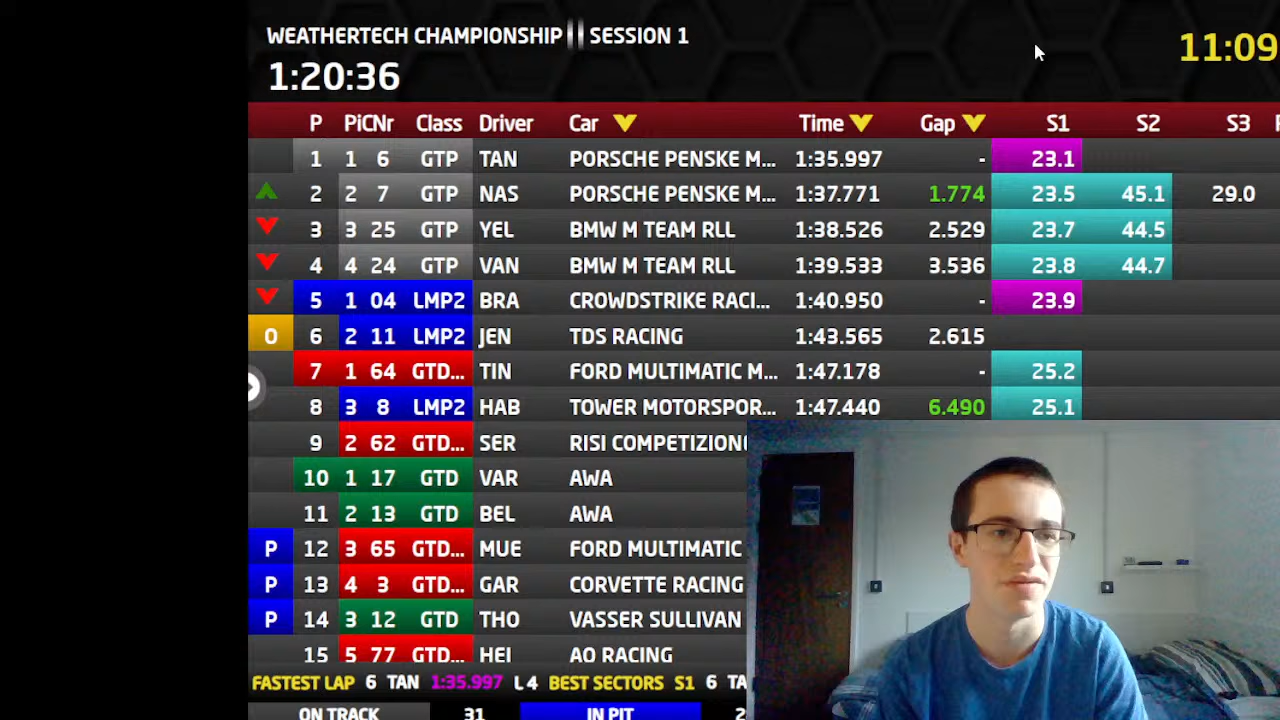 WEATHERTECH CHAMPIONSHIP || SESSION 1
1:20:36
11:09
P PiC Nr Class Driver Car Time Gap S1 S2 S3
1 1 6 GTP TAN PORSCHE PENSKE M... 1:35.997 - 23.1
2 2 7 GTP NAS PORSCHE PENSKE M... 1:37.771 1.774 23.5 45.1 29.0
3 3 25 GTP YEL BMW M TEAM RLL 1:38.526 2.529 23.7 44.5
4 4 24 GTP VAN BMW M TEAM RLL 1:39.533 3.536 23.8 44.7
5 1 04 LMP2 BRA CROWDSTRIKE RACI... 1:40.950 - 23.9
O 6 2 11 LMP2 JEN TDS RACING 1:43.565 2.615
7 1 64 GTD... TIN FORD MULTIMATIC M... 1:47.178 - 25.2
8 3 8 LMP2 HAB TOWER MOTORSPOR... 1:47.440 6.490 25.1
9 2 62 GTD... SER RISI COMPETIZION
10 1 17 GTD VAR AWA
11 2 13 GTD BEL AWA
P 12 3 65 GTD... MUE FORD MULTIMATIC
P 13 4 3 GTD... GAR CORVETTE RACING
P 14 3 12 GTD THO VASSER SULLIVAN
15 5 77 GTD... HEI AO RACING
FASTEST LAP 6 TAN 1:35.997 L 4 BEST SECTORS S1 6 TA
ON TRACK 31 IN PIT 2